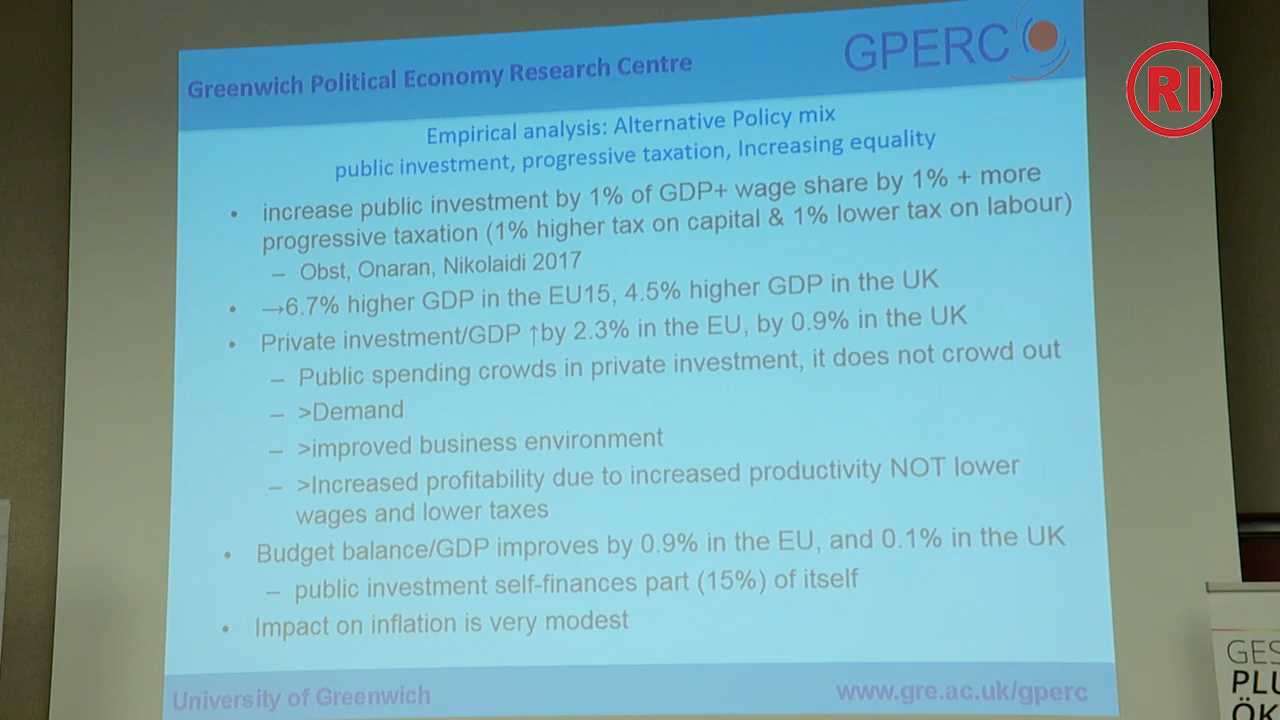 Greenwich Political Economy Research Centre
GPERC
RI
Empirical analysis: Alternative Policy mix
public investment, progressive taxation, Increasing equality
• increase public investment by 1% of GDP+ wage share by 1% + more
progressive taxation (1% higher tax on capital & 1% lower tax on labour)
– Obst, Onaran, Nikolaidi 2017
• →6.7% higher GDP in the EU15, 4.5% higher GDP in the UK
• Private investment/GDP ↑by 2.3% in the EU, by 0.9% in the UK
– Public spending crowds in private investment, it does not crowd out
– >Demand
– >improved business environment
– >Increased profitability due to increased productivity NOT lower
wages and lower taxes
• Budget balance/GDP improves by 0.9% in the EU, and 0.1% in the UK
– public investment self-finances part (15%) of itself
• Impact on inflation is very modest
University of Greenwich
www.gre.ac.uk/gperc
GES
PLU
ÖK